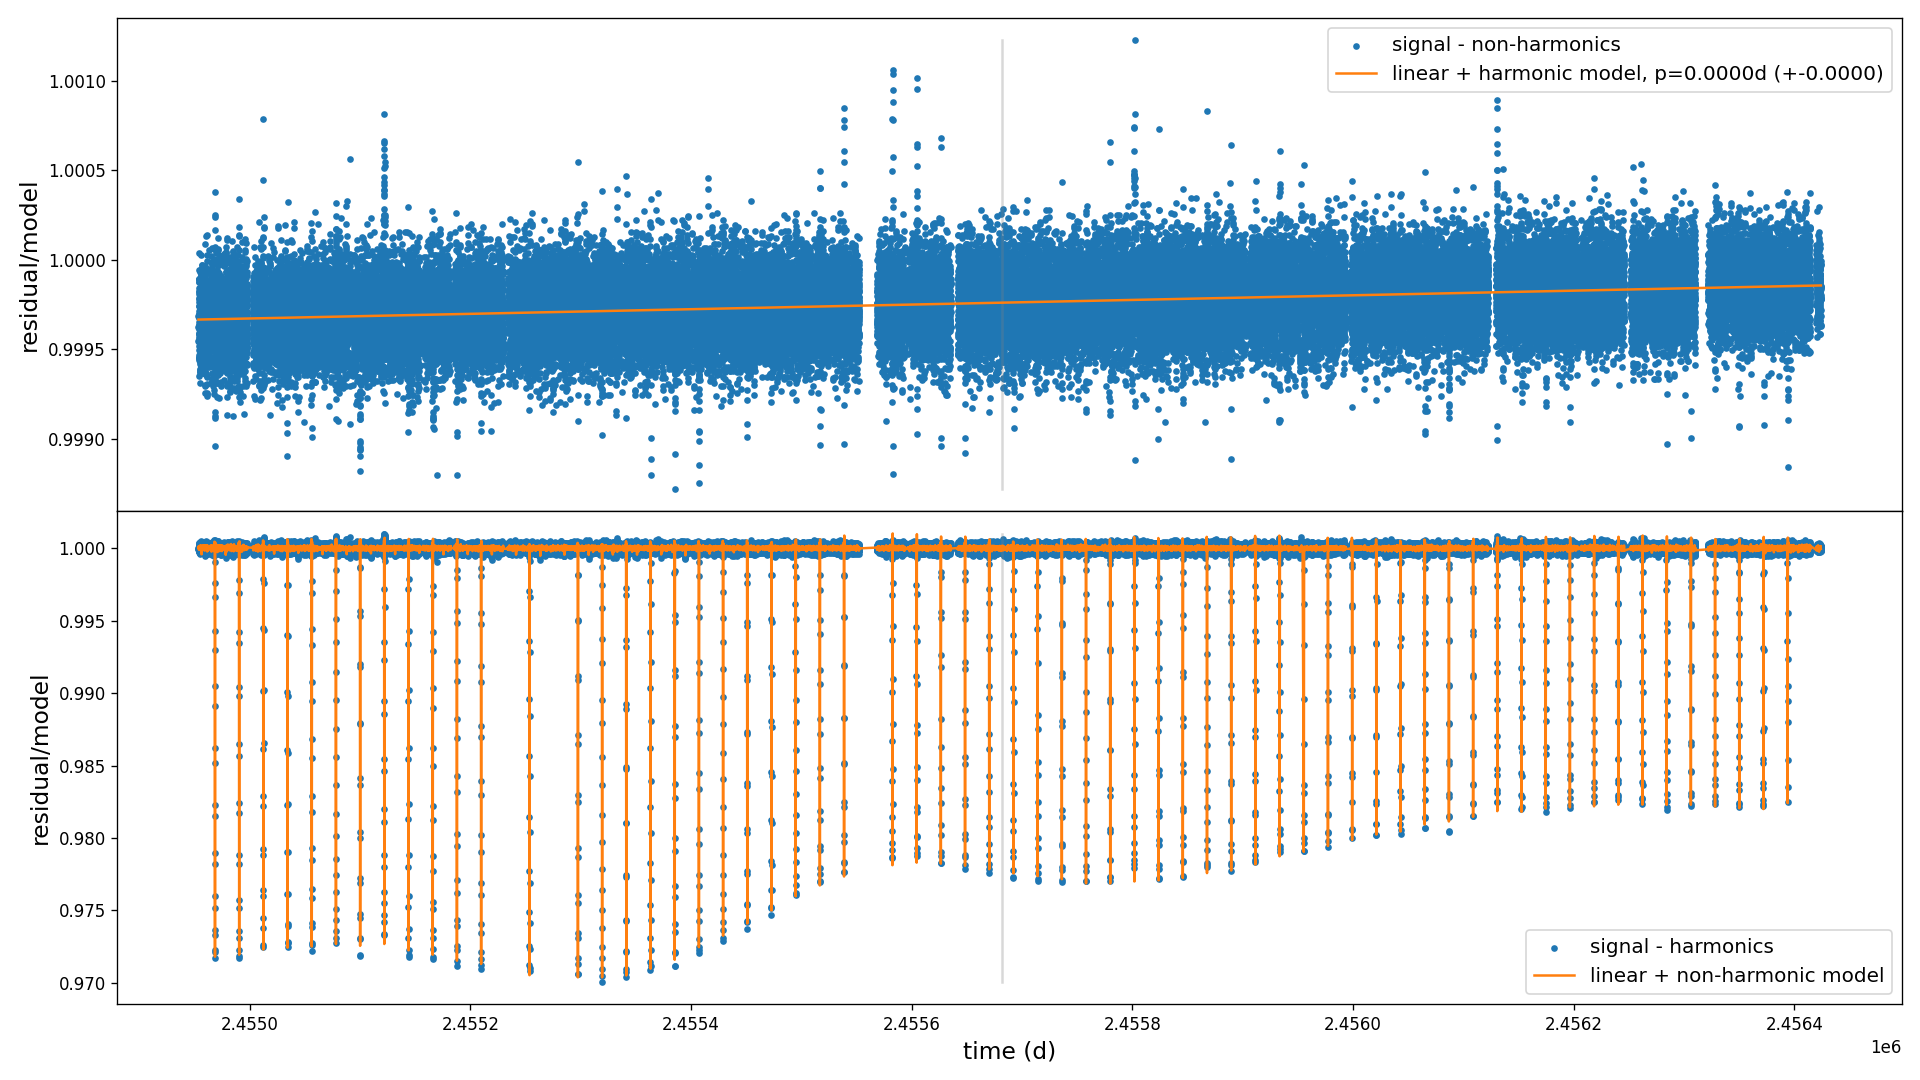 signal - non-harmonics
linear + harmonic model, p=0.0000d (+-0.0000)
residual/model
1.0010
1.0005
1.0000
0.9995
0.9990
residual/model
1.000
0.995
0.990
0.985
0.980
0.975
0.970
signal - harmonics
linear + non-harmonic model
2.4550
2.4552
2.4554
2.4556
2.4558
2.4560
2.4562
2.4564
time (d)
1e6